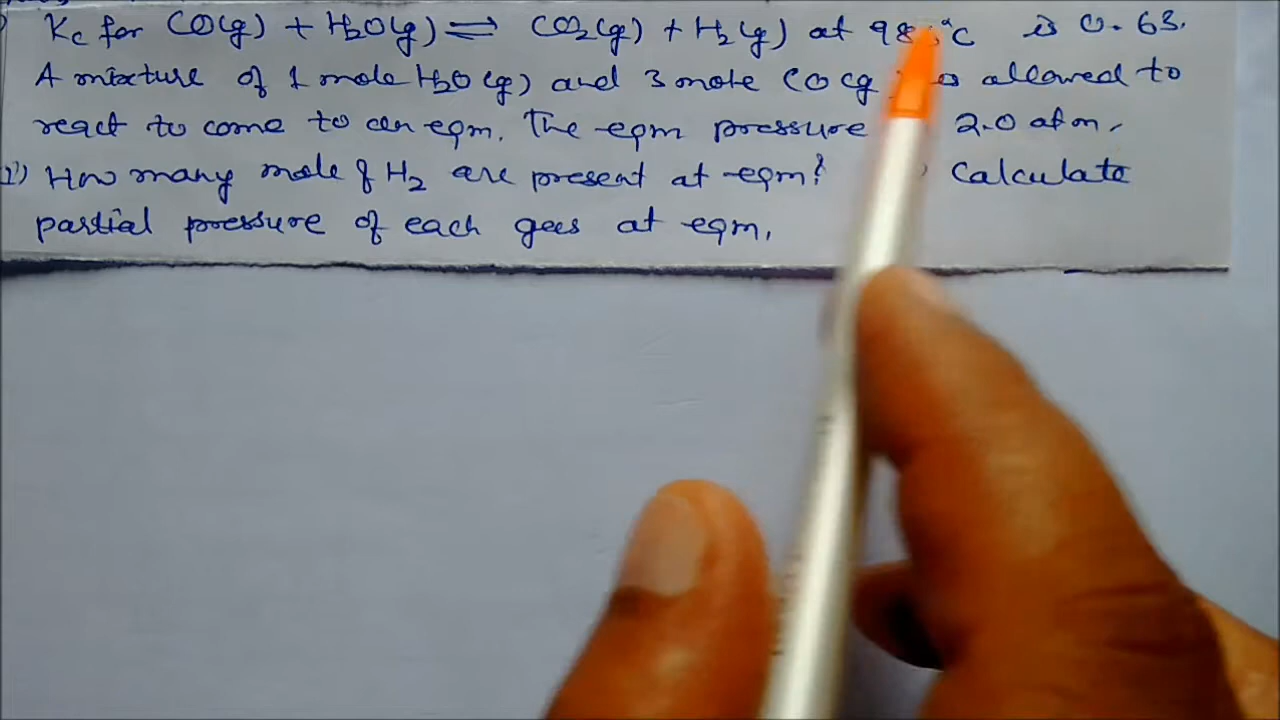 Kc for CO(g) + H2O(g) ⇌ CO2(g) + H2(g) at °C is 0.63.
A mixture of 1 mole H2O(g) and 3 mole CO(g) is allowed to
react to come to an eqm. The eqm pressure 2.0 atm.
i) How many mole of H2 are present at eqm? ) Calculate
partial pressure of each gas at eqm.